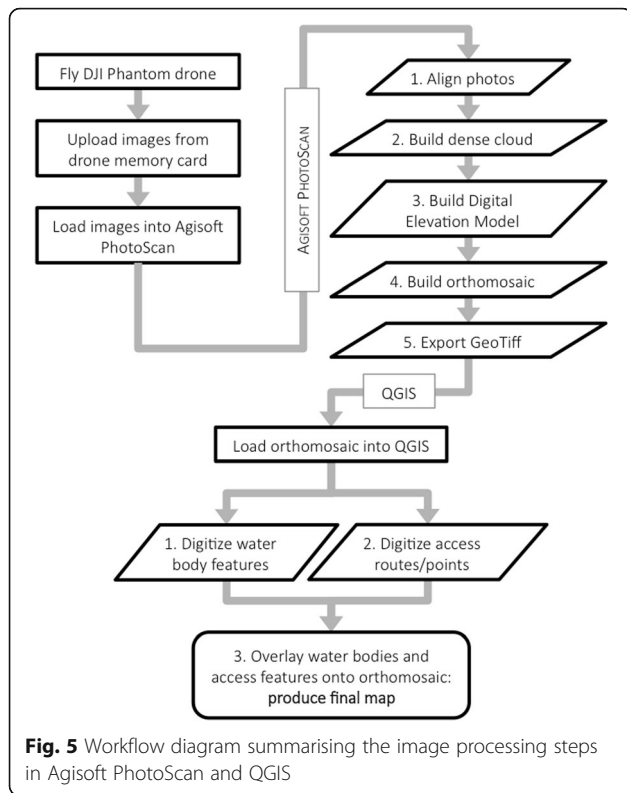 Fly DJI Phantom drone
Upload images from
drone memory card
Load images into Agisoft
PhotoScan
AGISOFT PHOTOSCAN
1. Align photos
2. Build dense cloud
3. Build Digital
Elevation Model
4. Build orthomosaic
5. Export GeoTiff
QGIS
Load orthomosaic into QGIS
1. Digitize water
body features
2. Digitize access
routes/points
3. Overlay water bodies and
access features onto orthomosaic:
produce final map
Fig. 5 Workflow diagram summarising the image processing steps
in Agisoft PhotoScan and QGIS